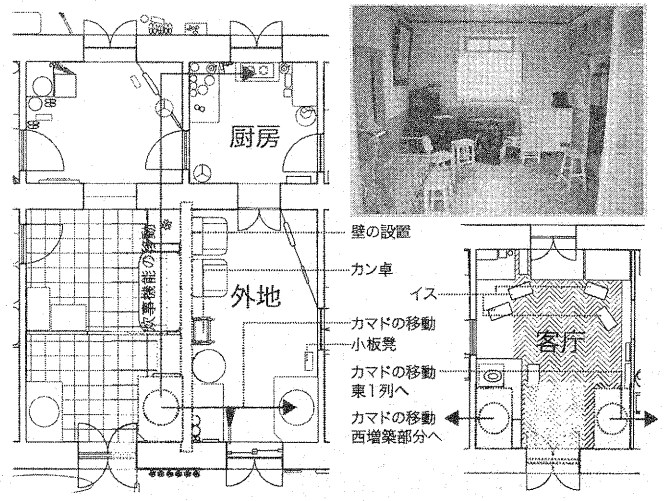 厨房
炊事機能の移動
外地
壁の設置
カン卓
カマドの移動
小板凳
カマドの移動
東1列へ
カマドの移動
西増築部分へ
イス
客庁